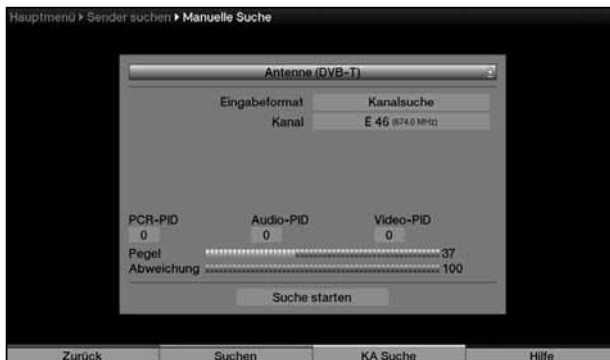 Hauptmenü ▸ Sender suchen ▸ Manuelle Suche
Antenne (DVB-T)
Eingabeformat Kanalsuche
Kanal E 46 (674.0 MHz)
PCR-PID Audio-PID Video-PID
0 0 0
Pegel 37
Abweichung 100
Suche starten
Zurück Suchen KA Suche Hilfe